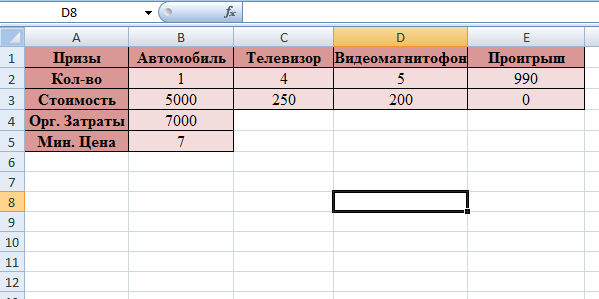 D8 fx
A B C D E
1 Призы Автомобиль Телевизор Видеомагнитофон Проигрыш
2 Кол-во 1 4 5 990
3 Стоимость 5000 250 200 0
4 Орг. Затраты 7000
5 Мин. Цена 7
6
7
8
9
10
11
12